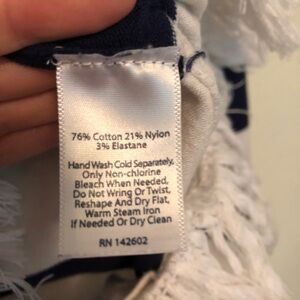 76% Cotton 21% Nylon
3% Elastane
Hand Wash Cold Separately,
Only Non-chlorine
Bleach When Needed,
Do Not Wring Or Twist,
Reshape And Dry Flat,
Warm Steam Iron
If Needed Or Dry Clean
RN 142602